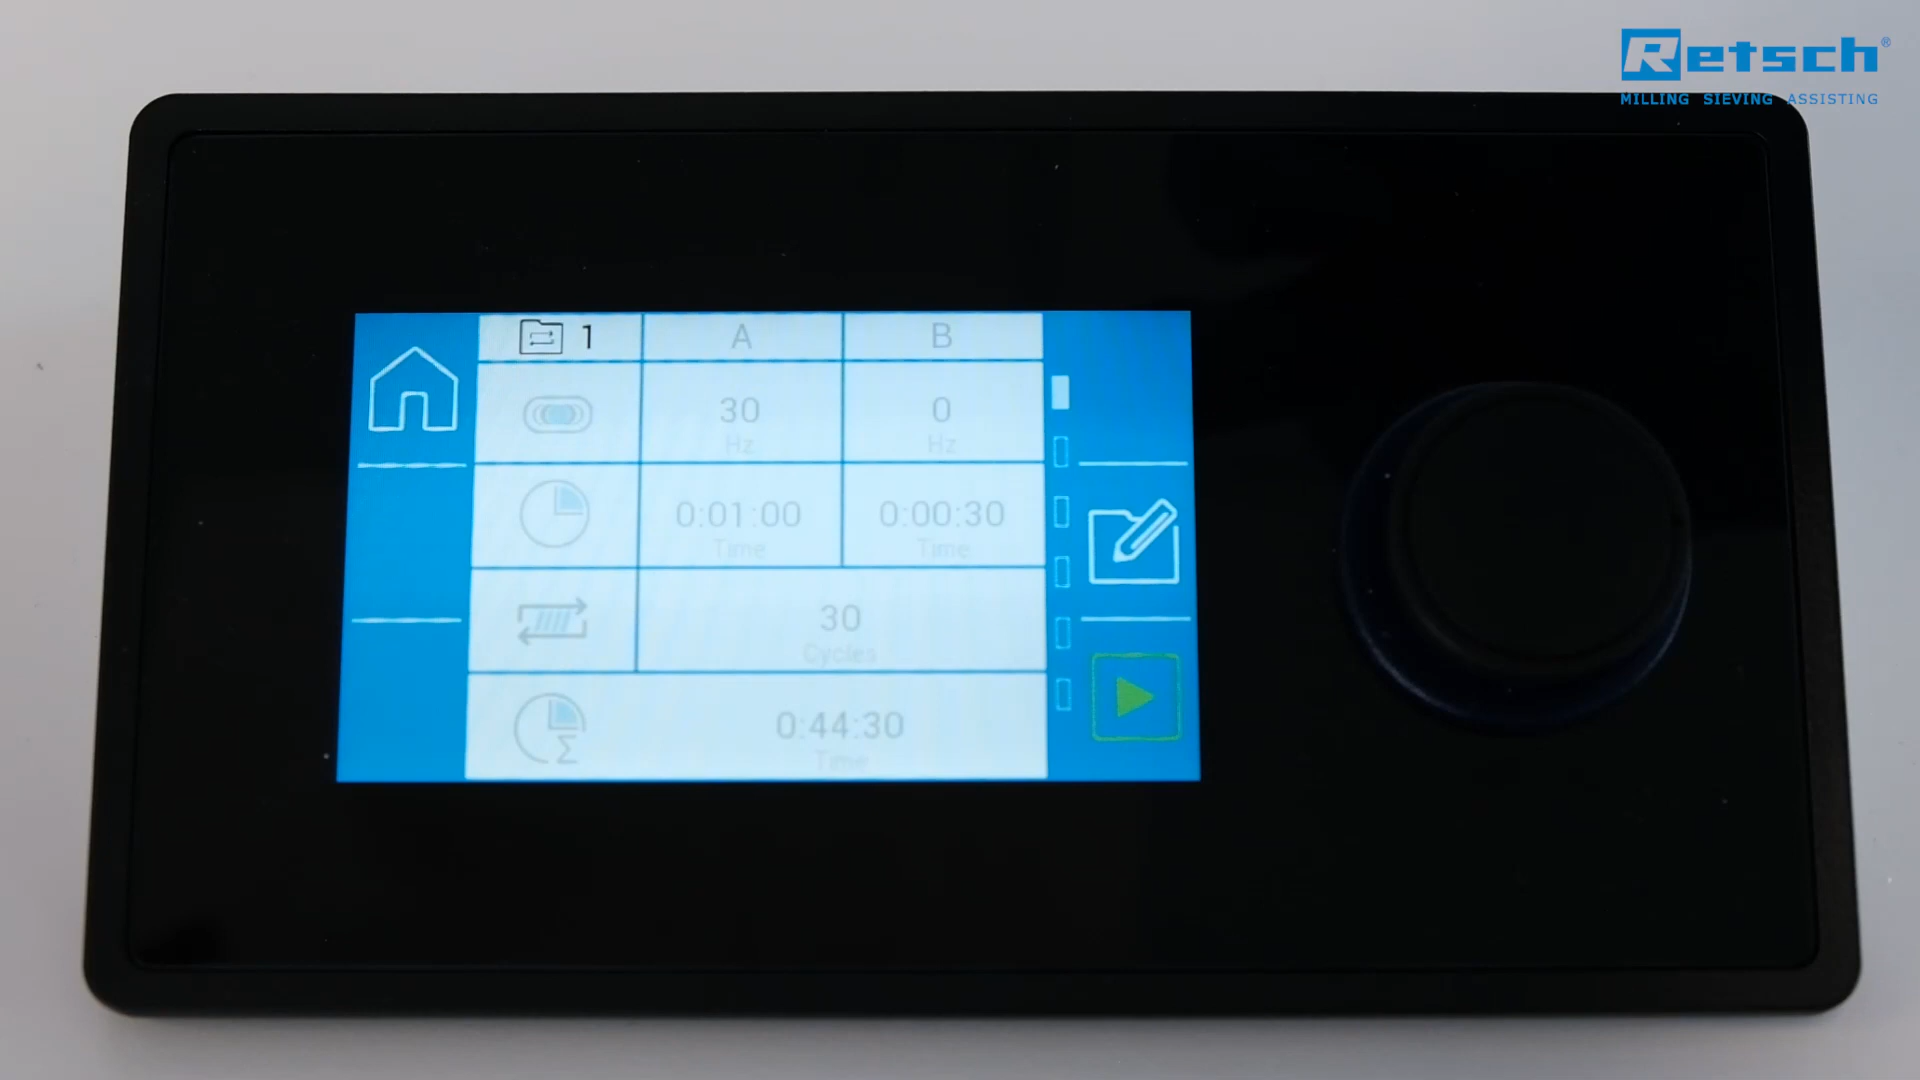 Retsch®
MILLING SIEVING ASSISTING
1 A B
30 0
Hz Hz
0:01:00 0:00:30
Time Time
30
Cycles
0:44:30
Time